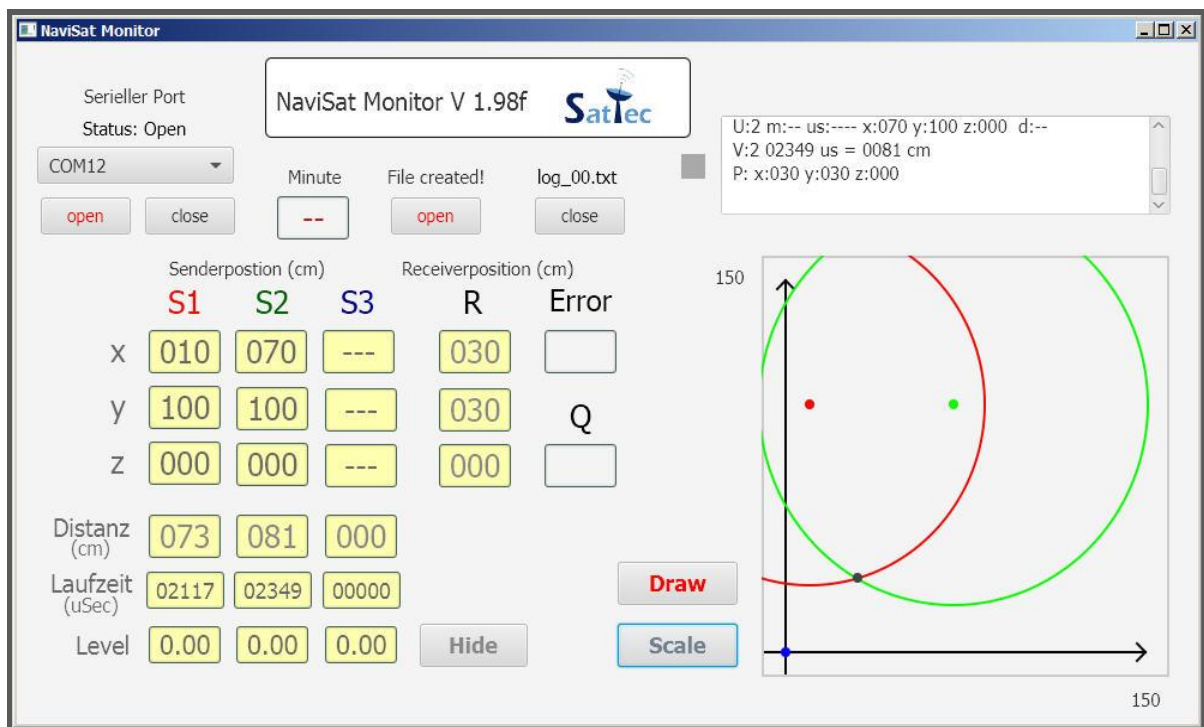 NaviSat Monitor
Serieller Port
Status: Open
COM12
open close
NaviSat Monitor V 1.98f SatTec
Minute
--
File created! log_00.txt
open close
U:2 m:-- us:---- x:070 y:100 z:000 d:--
V:2 02349 us = 0081 cm
P: x:030 y:030 z:000
Senderpostion (cm) Receiverposition (cm)
S1 S2 S3 R Error
x 010 070 --- 030
y 100 100 --- 030 Q
z 000 000 --- 000
Distanz 073 081 000
(cm)
Laufzeit 02117 02349 00000
(uSec)
Level 0.00 0.00 0.00 Hide
Draw
Scale
150
150